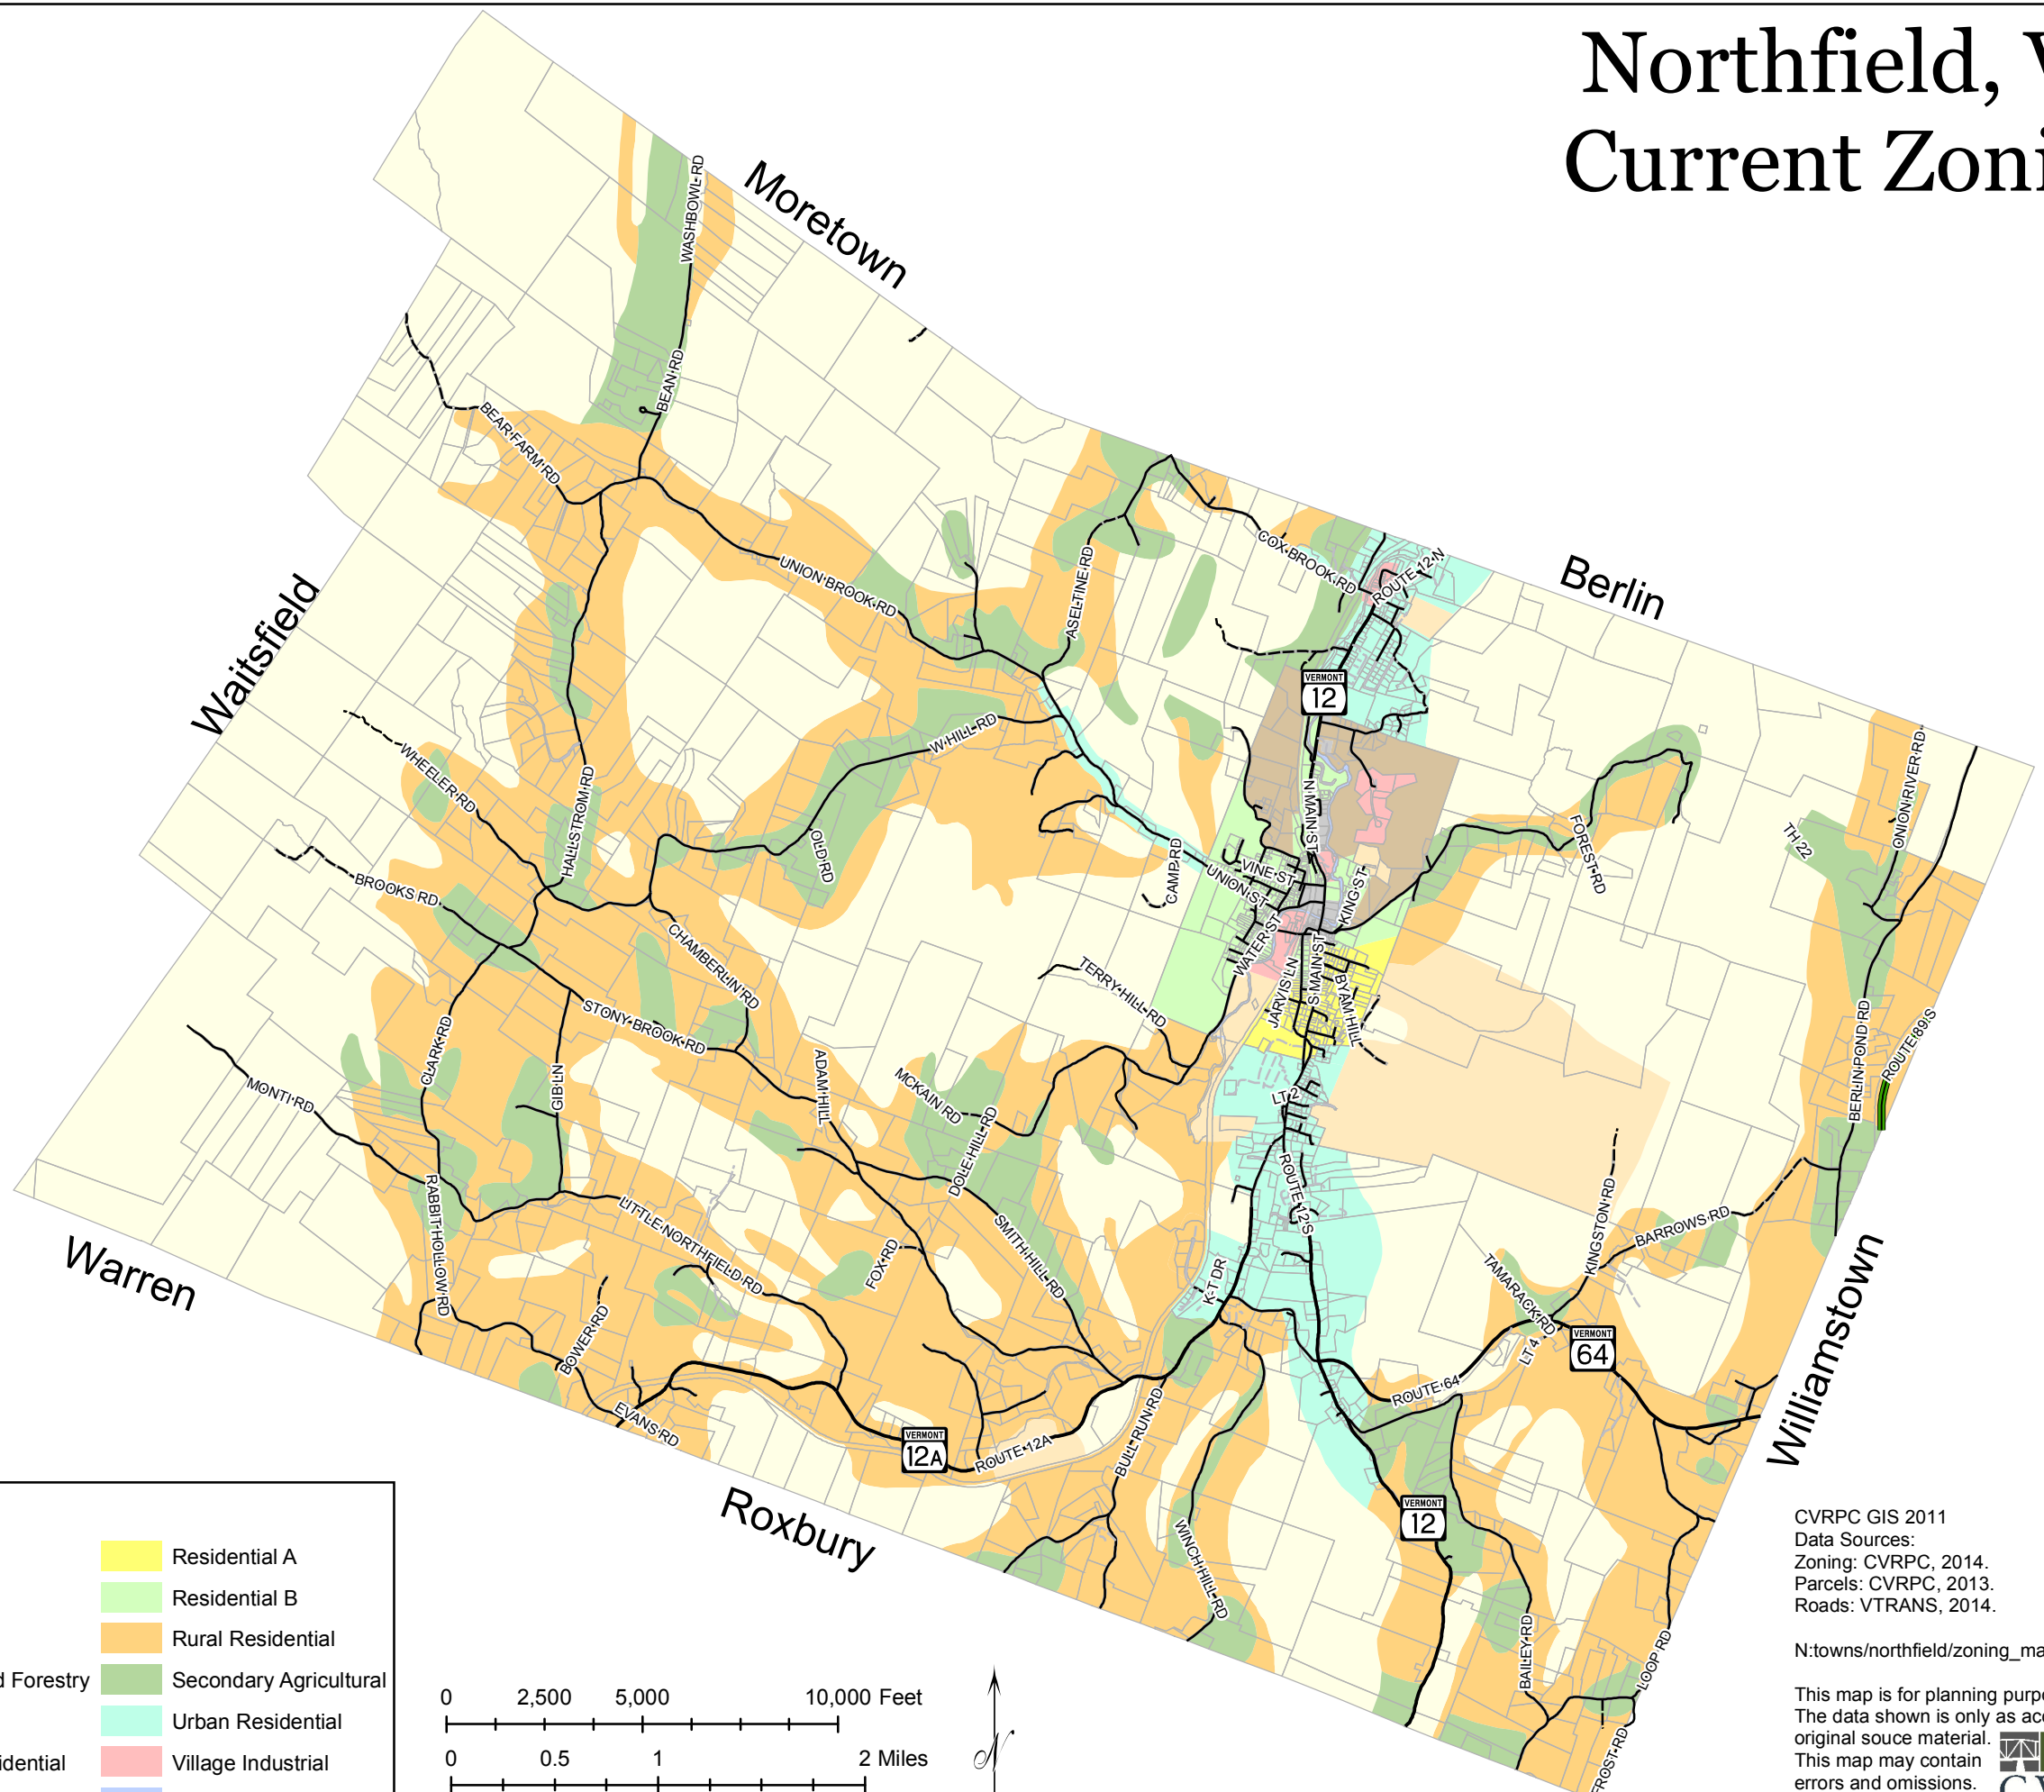 Northfield, V
Current Zoni
Moretown
Berlin
Waitsfield
Warren
Roxbury
Williamstown
WASHBOWL RD
BEAN RD
BEAR FARM RD
UNION BROOK RD
ASELTINE RD
COX BROOK RD
ROUTE 12 N
VERMONT
12
W HILL RD
OLD RD
HALLSTROM RD
WHEELER RD
BROOKS RD
CHAMBERLIN RD
STONY BROOK RD
CLARK RD
GIB LN
MONTI RD
RABBIT HOLLOW RD
LITTLE NORTHFIELD RD
BOWER RD
EVANS RD
ADAM HILL
MCKAIN RD
DOLE HILL RD
FOX RD
SMITH HILL RD
TERRY HILL RD
CAMP RD
N MAIN ST
VINE ST
UNION ST
KING ST
WATER ST
S MAIN ST
JARVIS LN
BYAM HILL
LT 2
ROUTE 12 S
K-T DR
FOREST RD
TH 22
ONION RIVER RD
BERLIN POND RD
ROUTE I 89 S
KINGSTON RD
BARROWS RD
TAMARACK RD
LT 4
VERMONT
64
ROUTE 64
VERMONT
12A
ROUTE 12A
BULL RUN RD
WINCH HILL RD
VERMONT
12
BAILEY RD
LOOP RD
FROST RD
Residential A
Residential B
Rural Residential
d Forestry
Secondary Agricultural
Urban Residential
idential
Village Industrial
0 2,500 5,000 10,000 Feet
0 0.5 1 2 Miles
N
CVRPC GIS 2011
Data Sources:
Zoning: CVRPC, 2014.
Parcels: CVRPC, 2013.
Roads: VTRANS, 2014.
N:towns/northfield/zoning_ma
This map is for planning purpo
The data shown is only as acc
original souce material.
This map may contain
errors and omissions.